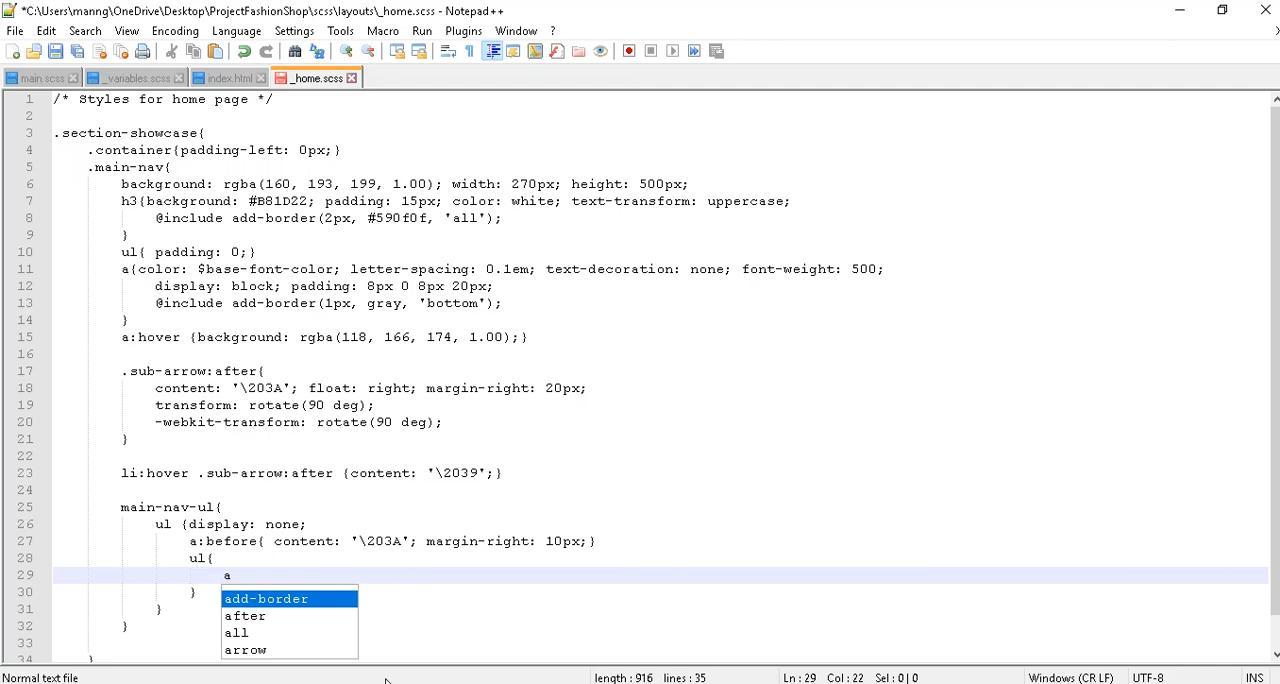 *C:\Users\manng\OneDrive\Desktop\ProjectFashionShop\scss\layouts\_home.scss - Notepad++
File Edit Search View Encoding Language Settings Tools Macro Run Plugins Window ?
main.scss _variables.scss index.html _home.scss
1 /* Styles for home page */
2
3 .section-showcase{
4 .container{padding-left: 0px;}
5 .main-nav{
6 background: rgba(160, 193, 199, 1.00); width: 270px; height: 500px;
7 h3{background: #B81D22; padding: 15px; color: white; text-transform: uppercase;
8 @include add-border(2px, #590f0f, 'all');
9 }
10 ul{ padding: 0;}
11 a{color: $base-font-color; letter-spacing: 0.1em; text-decoration: none; font-weight: 500;
12 display: block; padding: 8px 0 8px 20px;
13 @include add-border(1px, gray, 'bottom');
14 }
15 a:hover {background: rgba(118, 166, 174, 1.00);}
16
17 .sub-arrow:after{
18 content: '\203A'; float: right; margin-right: 20px;
19 transform: rotate(90 deg);
20 -webkit-transform: rotate(90 deg);
21 }
22
23 li:hover .sub-arrow:after {content: '\2039';}
24
25 main-nav-ul{
26 ul {display: none;
27 a:before{ content: '\203A'; margin-right: 10px;}
28 ul{
29 a
30 }
31 }
32 }
33
34 }
add-border
after
all
arrow
Normal text file length : 916 lines : 35 Ln : 29 Col : 22 Sel : 0 | 0 Windows (CR LF) UTF-8 INS